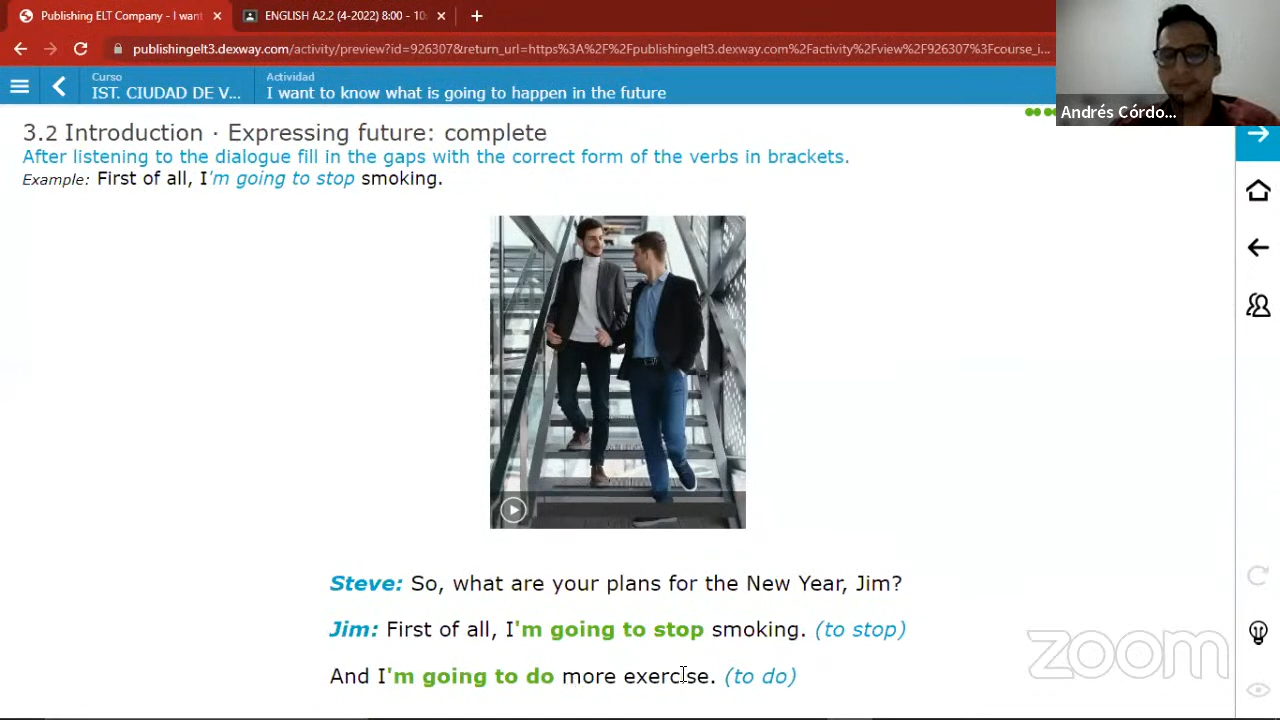 Publishing ELT Company - I want
ENGLISH A2.2 (4-2022) 8:00 - 10:
publishingelt3.dexway.com/activity/preview?id=926307&return_url=https%3A%2F%2Fpublishingelt3.dexway.com%2Factivity%2Fview%2F926307%3Fcourse_i...
Curso
IST. CIUDAD DE V...
Actividad
I want to know what is going to happen in the future
Andrés Córdo...
3.2 Introduction · Expressing future: complete
After listening to the dialogue fill in the gaps with the correct form of the verbs in brackets.
Example: First of all, I'm going to stop smoking.
Steve: So, what are your plans for the New Year, Jim?
Jim: First of all, I'm going to stop smoking. (to stop)
And I'm going to do more exercise. (to do)
zoom